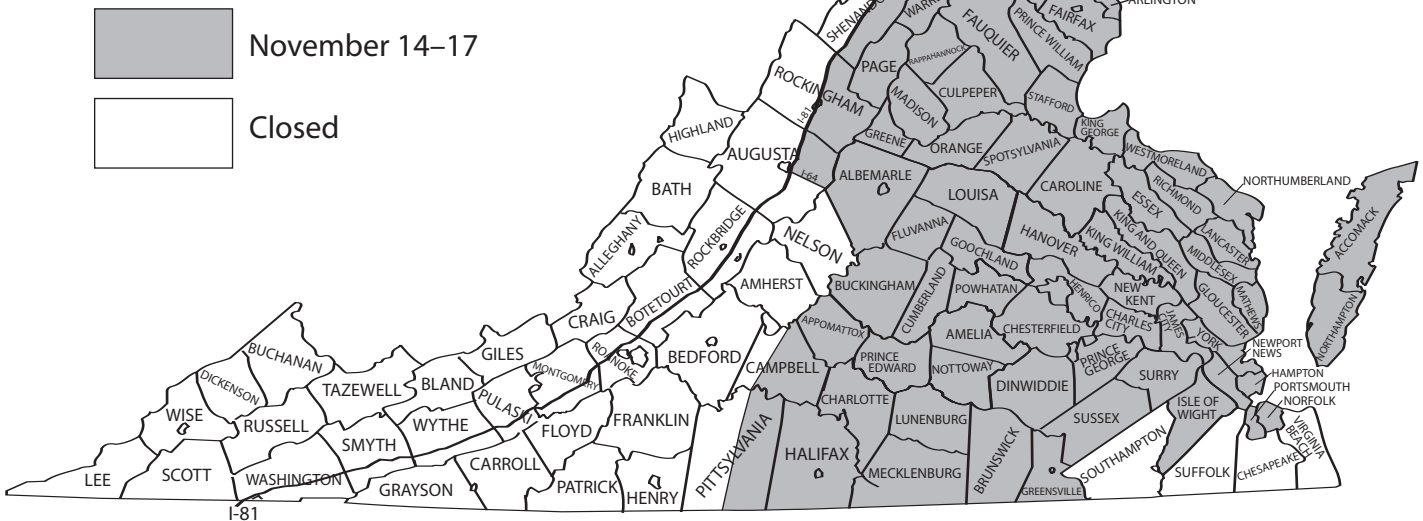 November 14–17
Closed
ARLINGTON
FAIRFAX
PRINCE WILLIAM
FAUQUIER
PAGE
RAPPAHANNOCK
ROCKINGHAM
MADISON
CULPEPER
STAFFORD
I-81
HIGHLAND
GREENE
ORANGE
SPOTSYLVANIA
KING
GEORGE
WESTMORELAND
AUGUSTA
I-64
ALBEMARLE
LOUISA
CAROLINE
RICHMOND
NORTHUMBERLAND
BATH
ESSEX
ROCKBRIDGE
NELSON
FLUVANNA
GOOCHLAND
HANOVER
KING WILLIAM
KING AND QUEEN
LANCASTER
MIDDLESEX
ACCOMACK
ALLEGHANY
BOTETOURT
AMHERST
BUCKINGHAM
CUMBERLAND
POWHATAN
HENRICO
NEW
KENT
GLOUCESTER
MATHEWS
NORTHAMPTON
CRAIG
APPOMATTOX
AMELIA
CHESTERFIELD
CHARLES
CITY
JAMES
CITY
YORK
NEWPORT
NEWS
BUCHANAN
GILES
ROANOKE
BEDFORD
CAMPBELL
PRINCE
EDWARD
NOTTOWAY
PRINCE
GEORGE
SURRY
HAMPTON
PORTSMOUTH
NORFOLK
DICKENSON
TAZEWELL
BLAND
MONTGOMERY
DINWIDDIE
CHARLOTTE
ISLE OF
WIGHT
WISE
RUSSELL
WYTHE
PULASKI
FLOYD
FRANKLIN
LUNENBURG
SUSSEX
VIRGINIA
BEACH
SMYTH
PITTSYLVANIA
HALIFAX
BRUNSWICK
SOUTHAMPTON
LEE
SCOTT
WASHINGTON
GRAYSON
CARROLL
PATRICK
HENRY
MECKLENBURG
GREENSVILLE
SUFFOLK
CHESAPEAKE
I-81